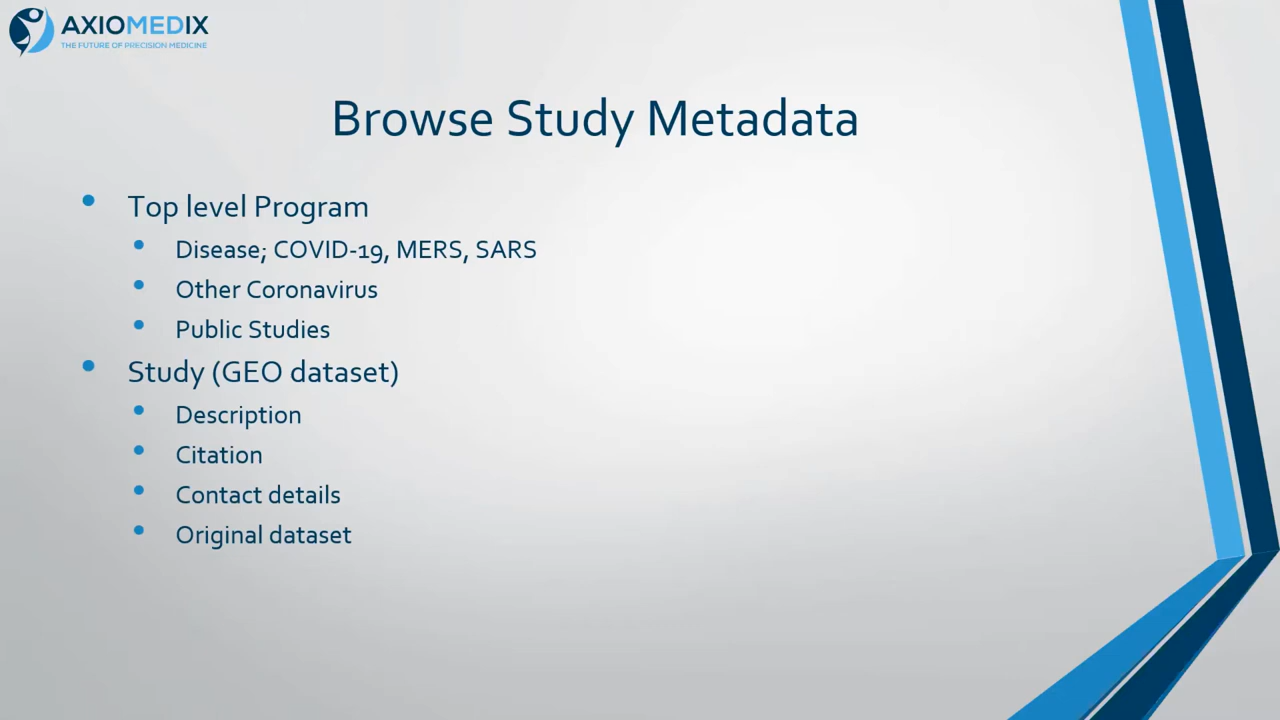 AXIOMEDIX
THE FUTURE OF PRECISION MEDICINE
Browse Study Metadata
• Top level Program
• Disease; COVID-19, MERS, SARS
• Other Coronavirus
• Public Studies
• Study (GEO dataset)
• Description
• Citation
• Contact details
• Original dataset